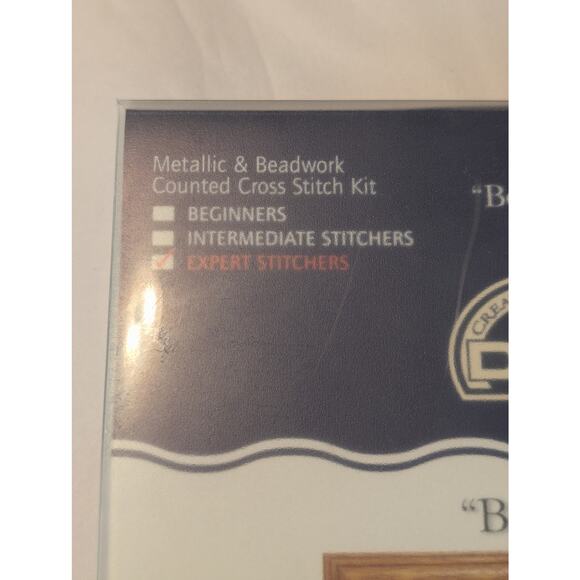 Metallic & Beadwork
Counted Cross Stitch Kit
BEGINNERS
INTERMEDIATE STITCHERS
EXPERT STITCHERS